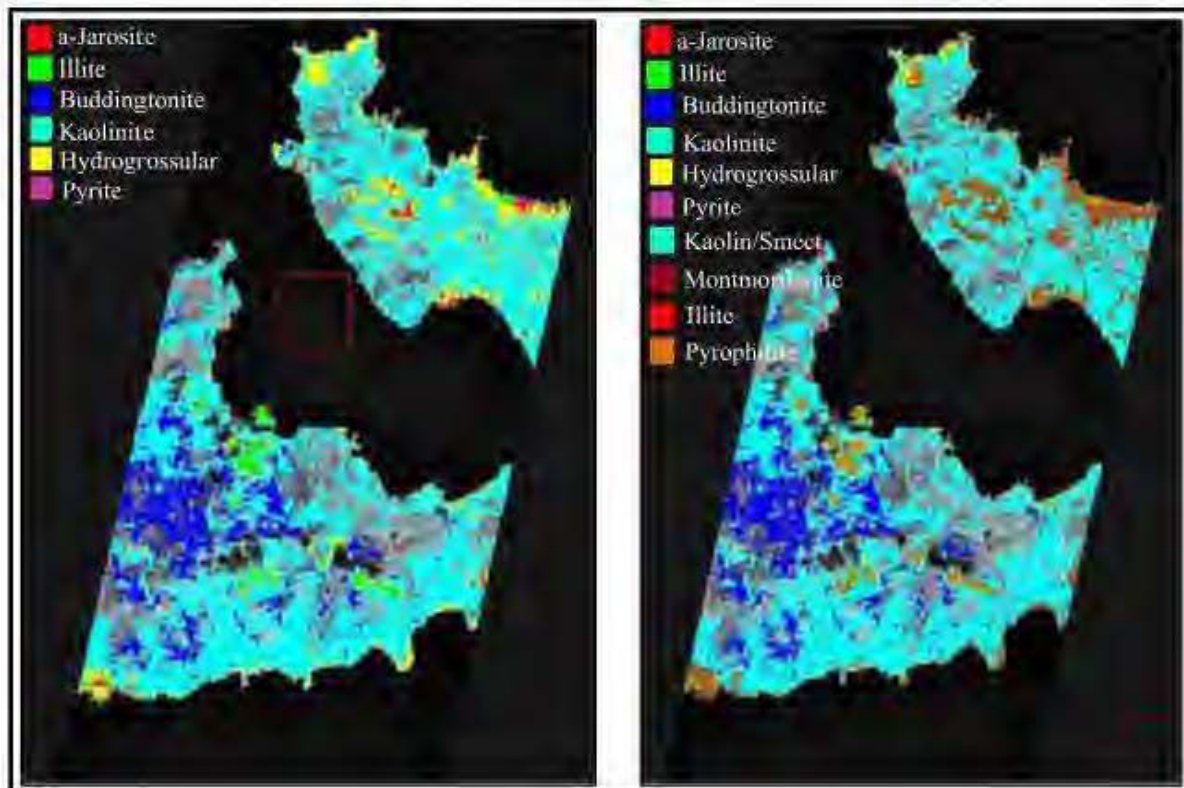 a-Jarosite
Illite
Buddingtonite
Kaolinite
Hydrogrossular
Pyrite
a-Jarosite
Illite
Buddingtonite
Kaolinite
Hydrogrossular
Pyrite
Kaolin/Smect
Illite